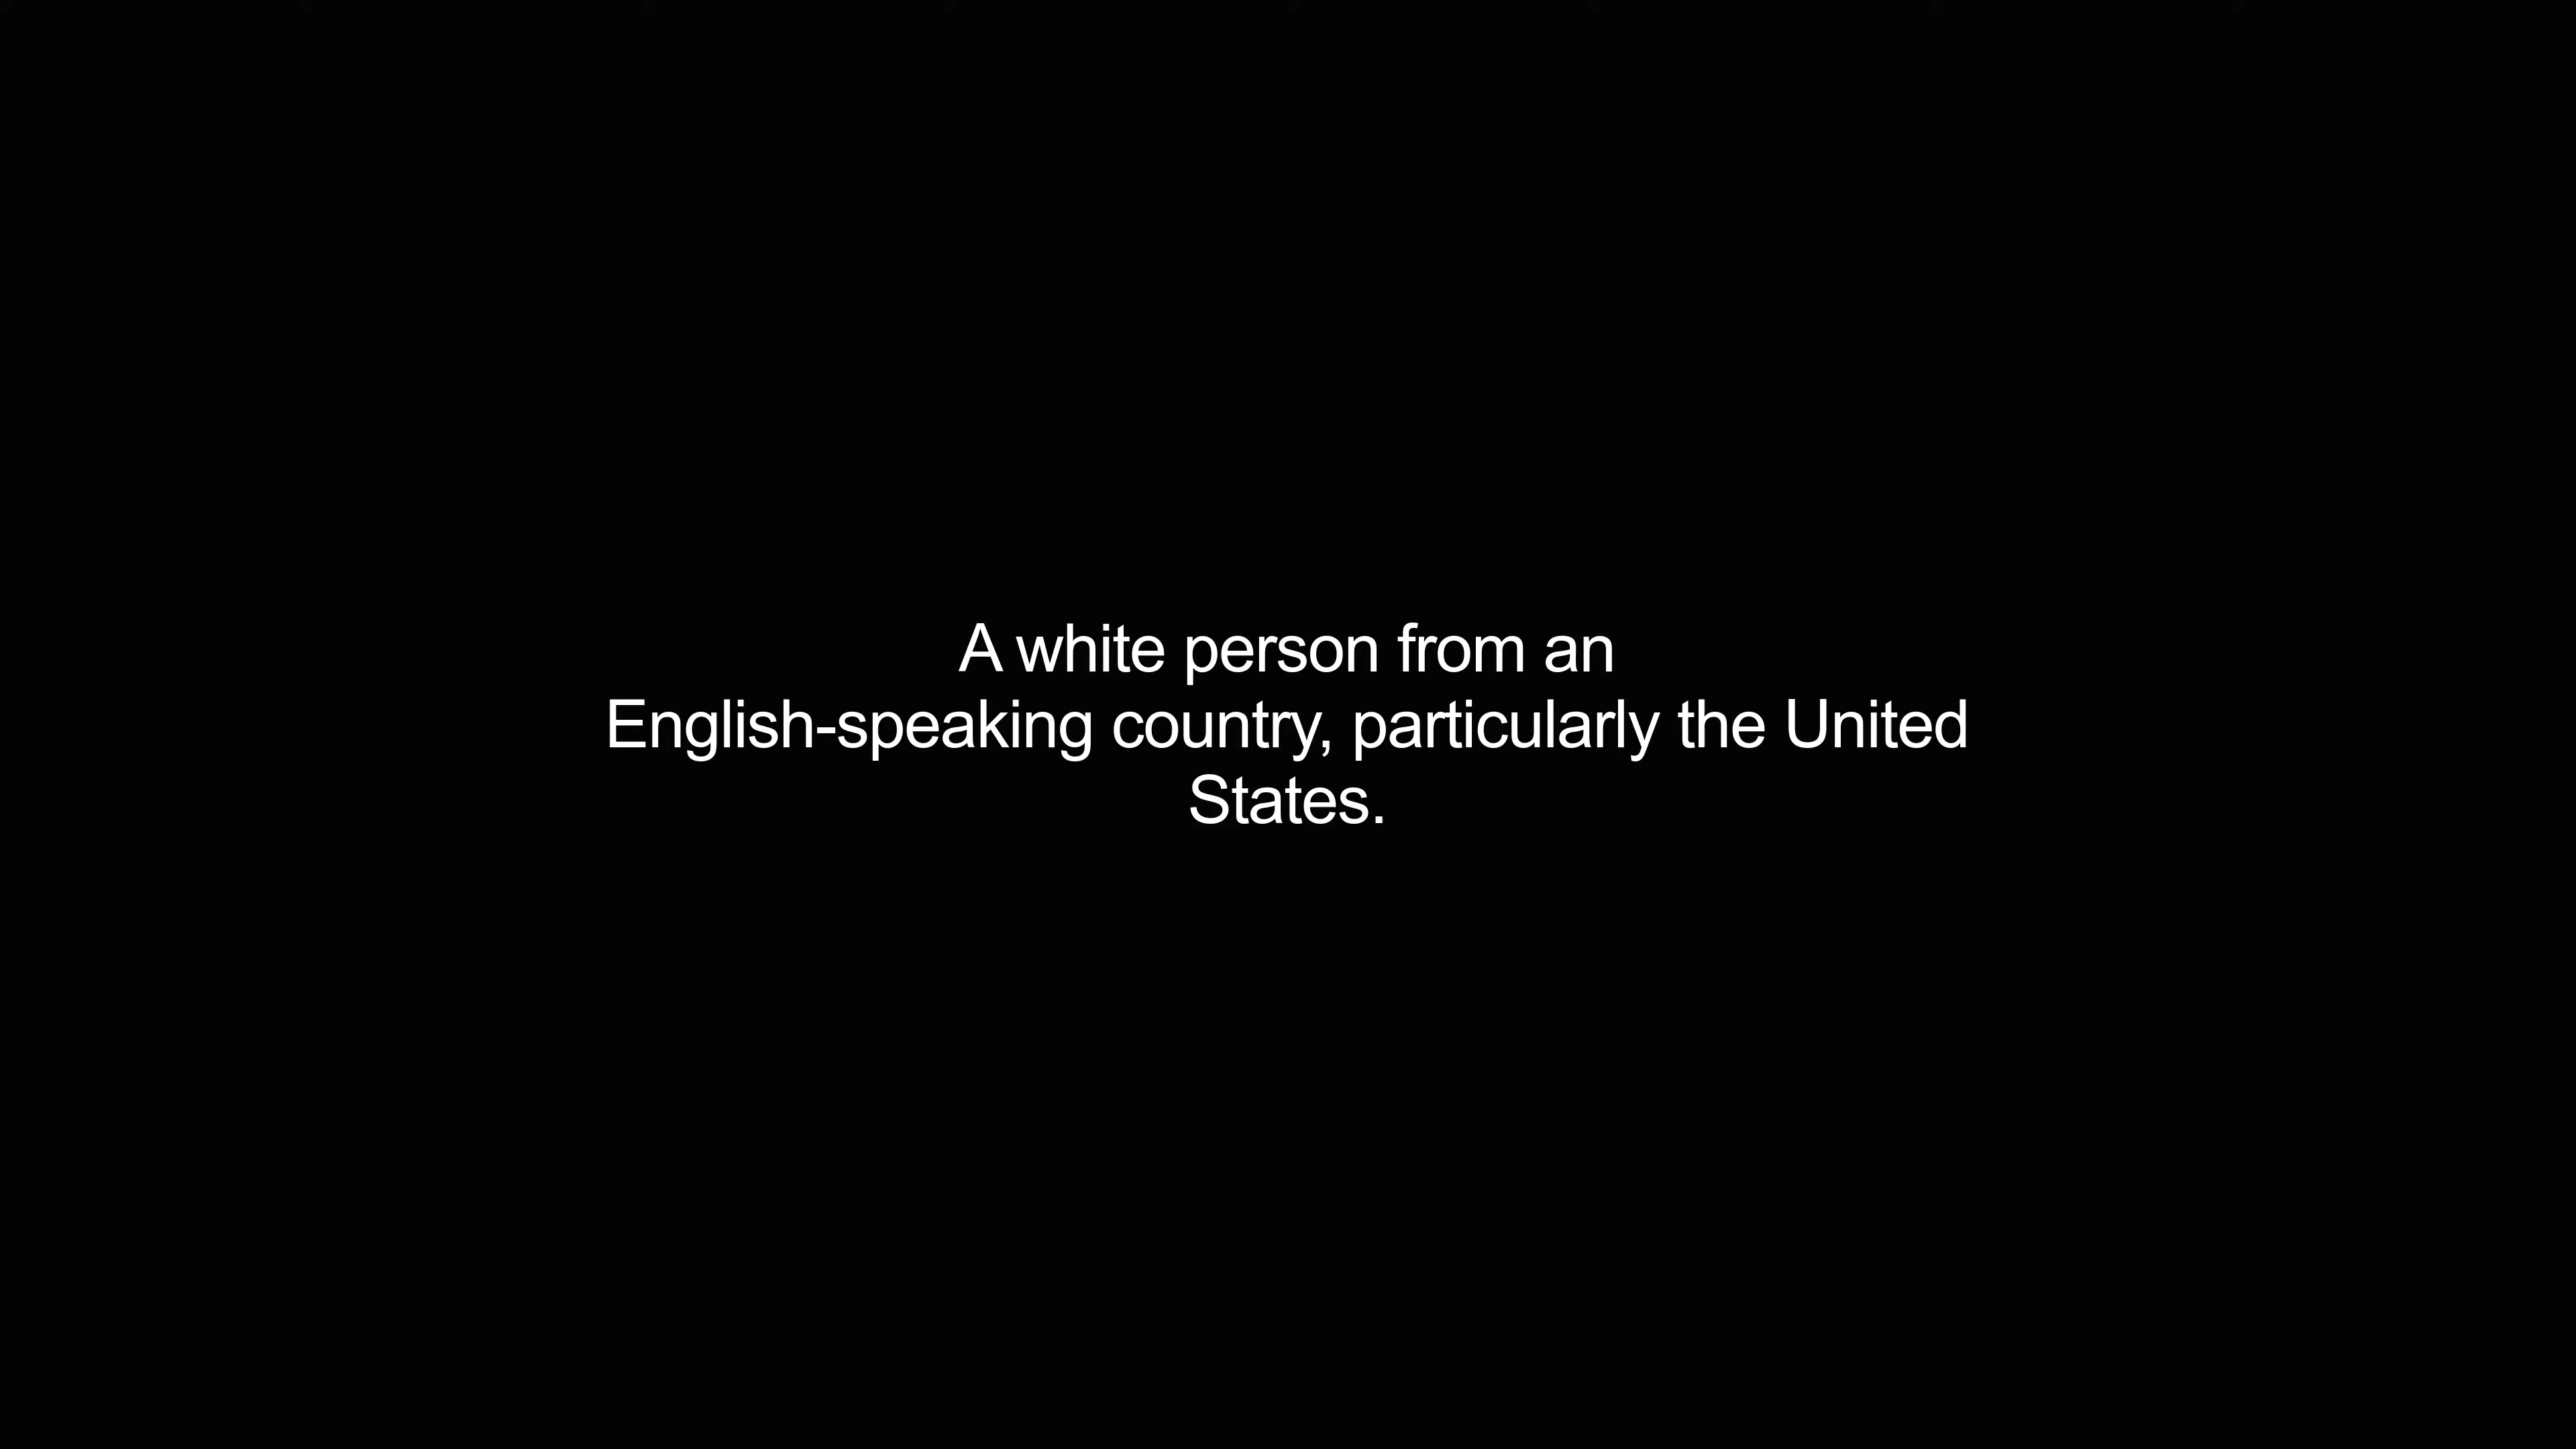 A white person from an
English-speaking country, particularly the United
States.